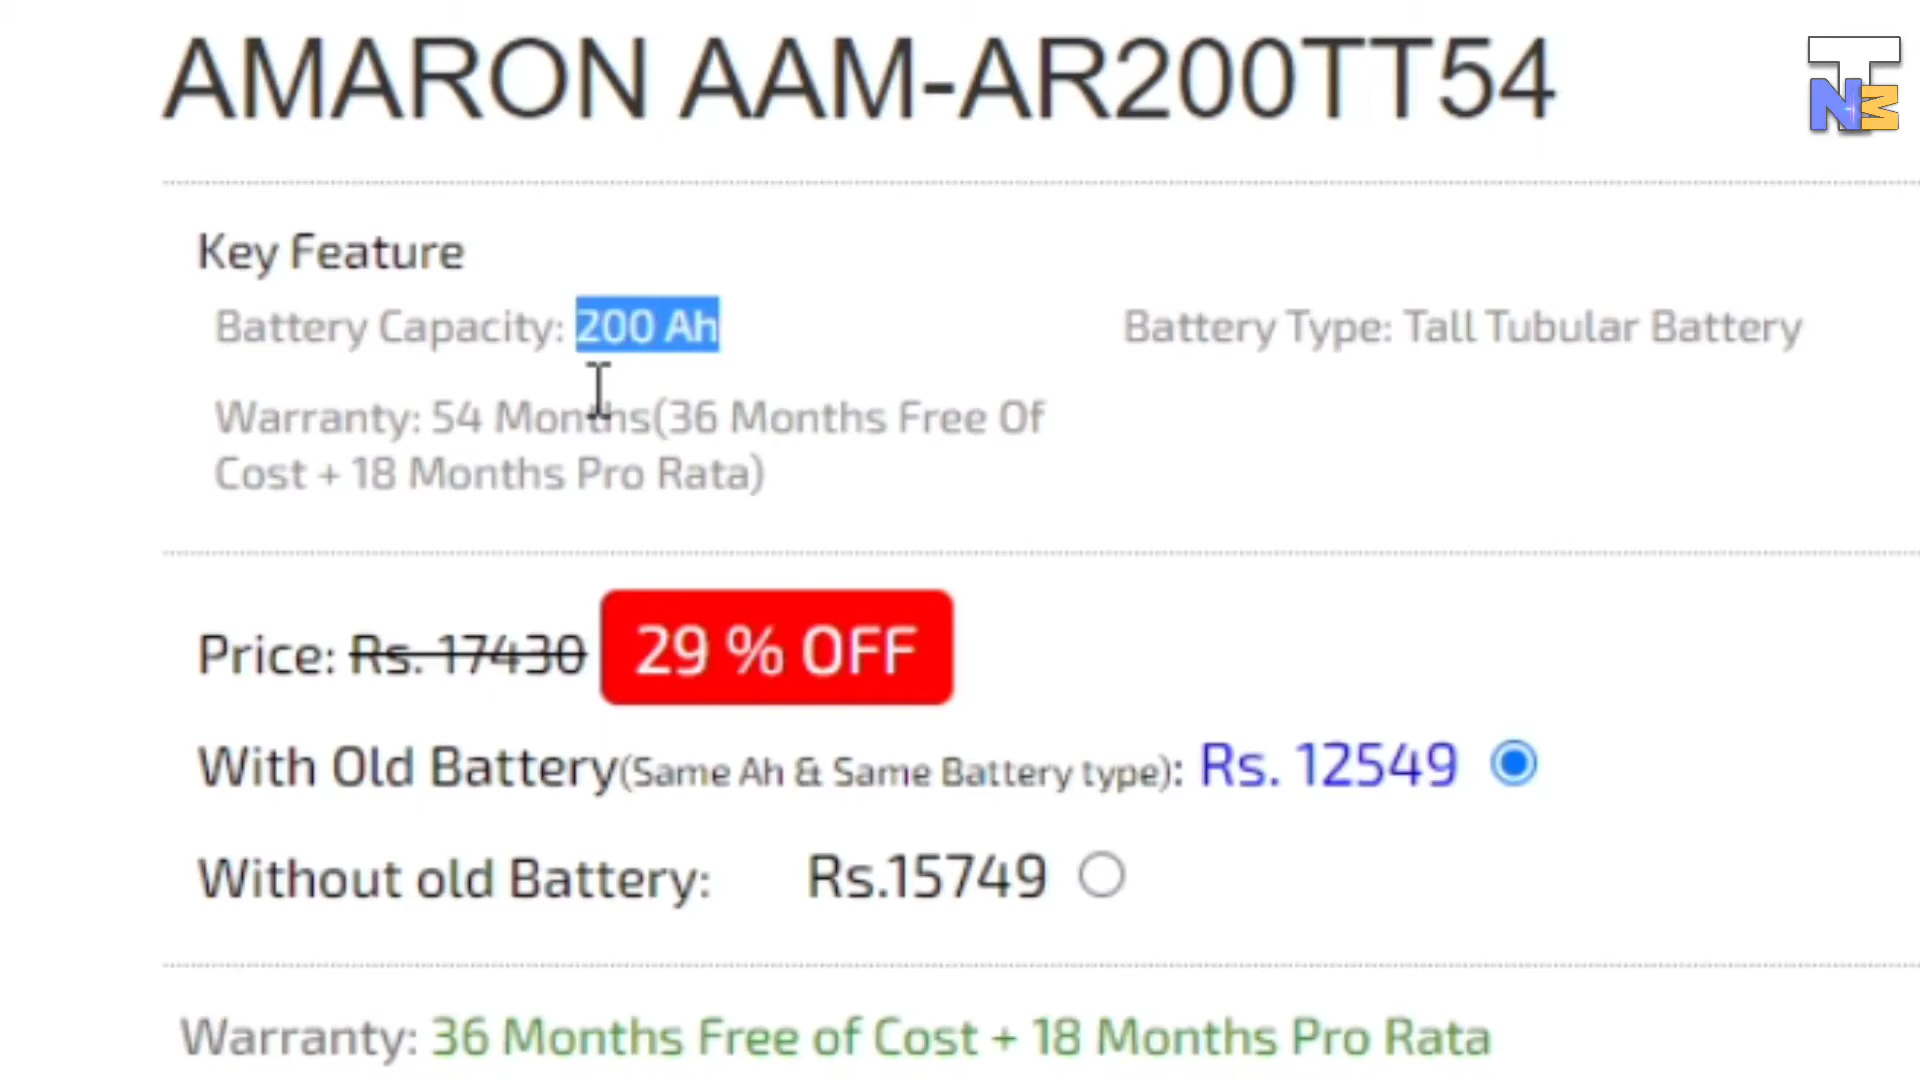 AMARON AAM-AR200TT54
TN3
Key Feature
Battery Capacity: 200 Ah
Battery Type: Tall Tubular Battery
Warranty: 54 Months(36 Months Free Of
Cost + 18 Months Pro Rata)
Price: Rs. 17430 29 % OFF
With Old Battery(Same Ah & Same Battery type): Rs. 12549
Without old Battery: Rs.15749
Warranty: 36 Months Free of Cost + 18 Months Pro Rata